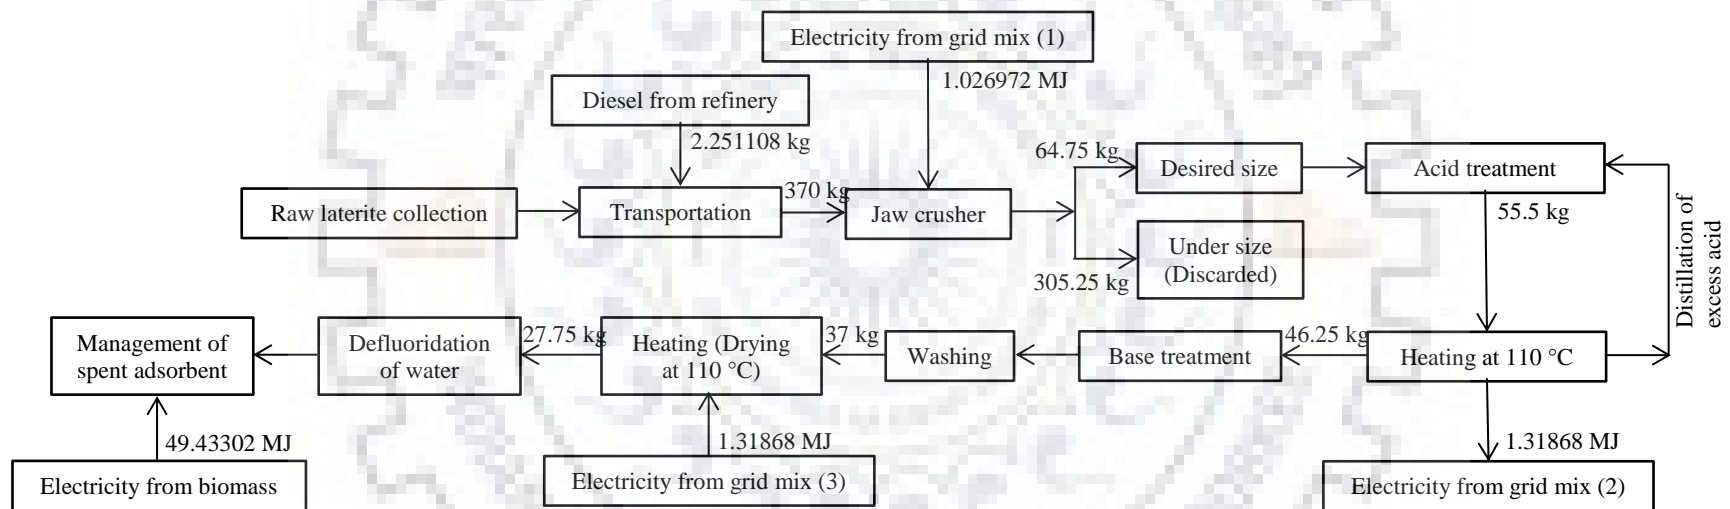 Electricity from grid mix (1)
1.026972 MJ
Diesel from refinery
2.251108 kg
Raw laterite collection
Transportation
370 kg
Jaw crusher
64.75 kg
Desired size
Acid treatment
305.25 kg
Under size
(Discarded)
55.5 kg
Distillation of
excess acid
Management of
spent adsorbent
Defluoridation
of water
27.75 kg
Heating (Drying
at 110 °C)
37 kg
Washing
Base treatment
46.25 kg
Heating at 110 °C
49.43302 MJ
1.31868 MJ
1.31868 MJ
Electricity from biomass
Electricity from grid mix (3)
Electricity from grid mix (2)